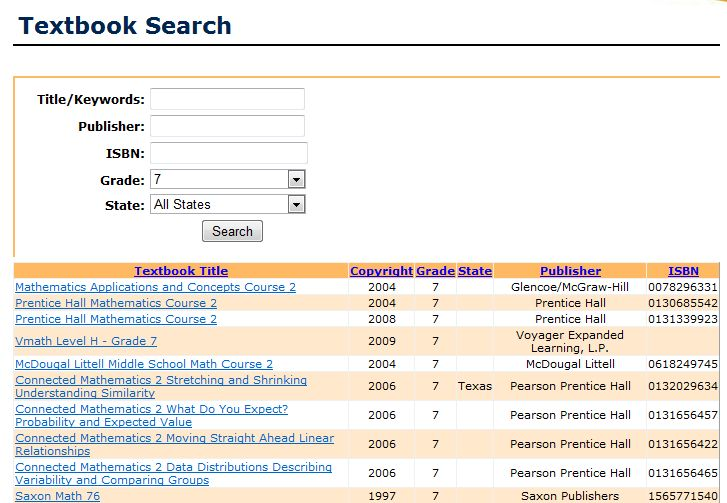 Textbook Search
Title/Keywords:
Publisher:
ISBN:
Grade: 7
State: All States
Search
Textbook Title Copyright Grade State Publisher ISBN
Mathematics Applications and Concepts Course 2 2004 7 Glencoe/McGraw-Hill 0078296331
Prentice Hall Mathematics Course 2 2004 7 Prentice Hall 0130685542
Prentice Hall Mathematics Course 2 2008 7 Prentice Hall 0131339923
Vmath Level H - Grade 7 2009 7 Voyager Expanded
Learning, L.P.
McDougal Littell Middle School Math Course 2 2004 7 McDougal Littell 0618249745
Connected Mathematics 2 Stretching and Shrinking
Understanding Similarity 2006 7 Texas Pearson Prentice Hall 0132029634
Connected Mathematics 2 What Do You Expect?
Probability and Expected Value 2006 7 Pearson Prentice Hall 0131656457
Connected Mathematics 2 Moving Straight Ahead Linear
Relationships 2006 7 Pearson Prentice Hall 0131656422
Connected Mathematics 2 Data Distributions Describing
Variability and Comparing Groups 2006 7 Pearson Prentice Hall 0131656465
Saxon Math 76 1997 7 Saxon Publishers 1565771540